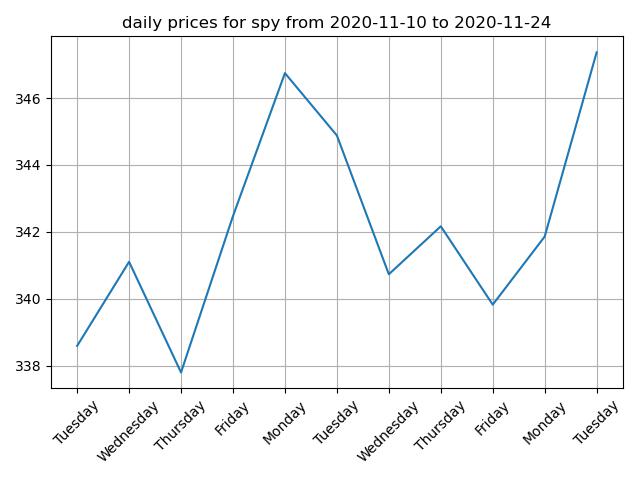 daily prices for spy from 2020-11-10 to 2020-11-24
346
344
342
340
338
Tuesday
Wednesday
Thursday
Friday
Monday
Tuesday
Wednesday
Thursday
Friday
Monday
Tuesday